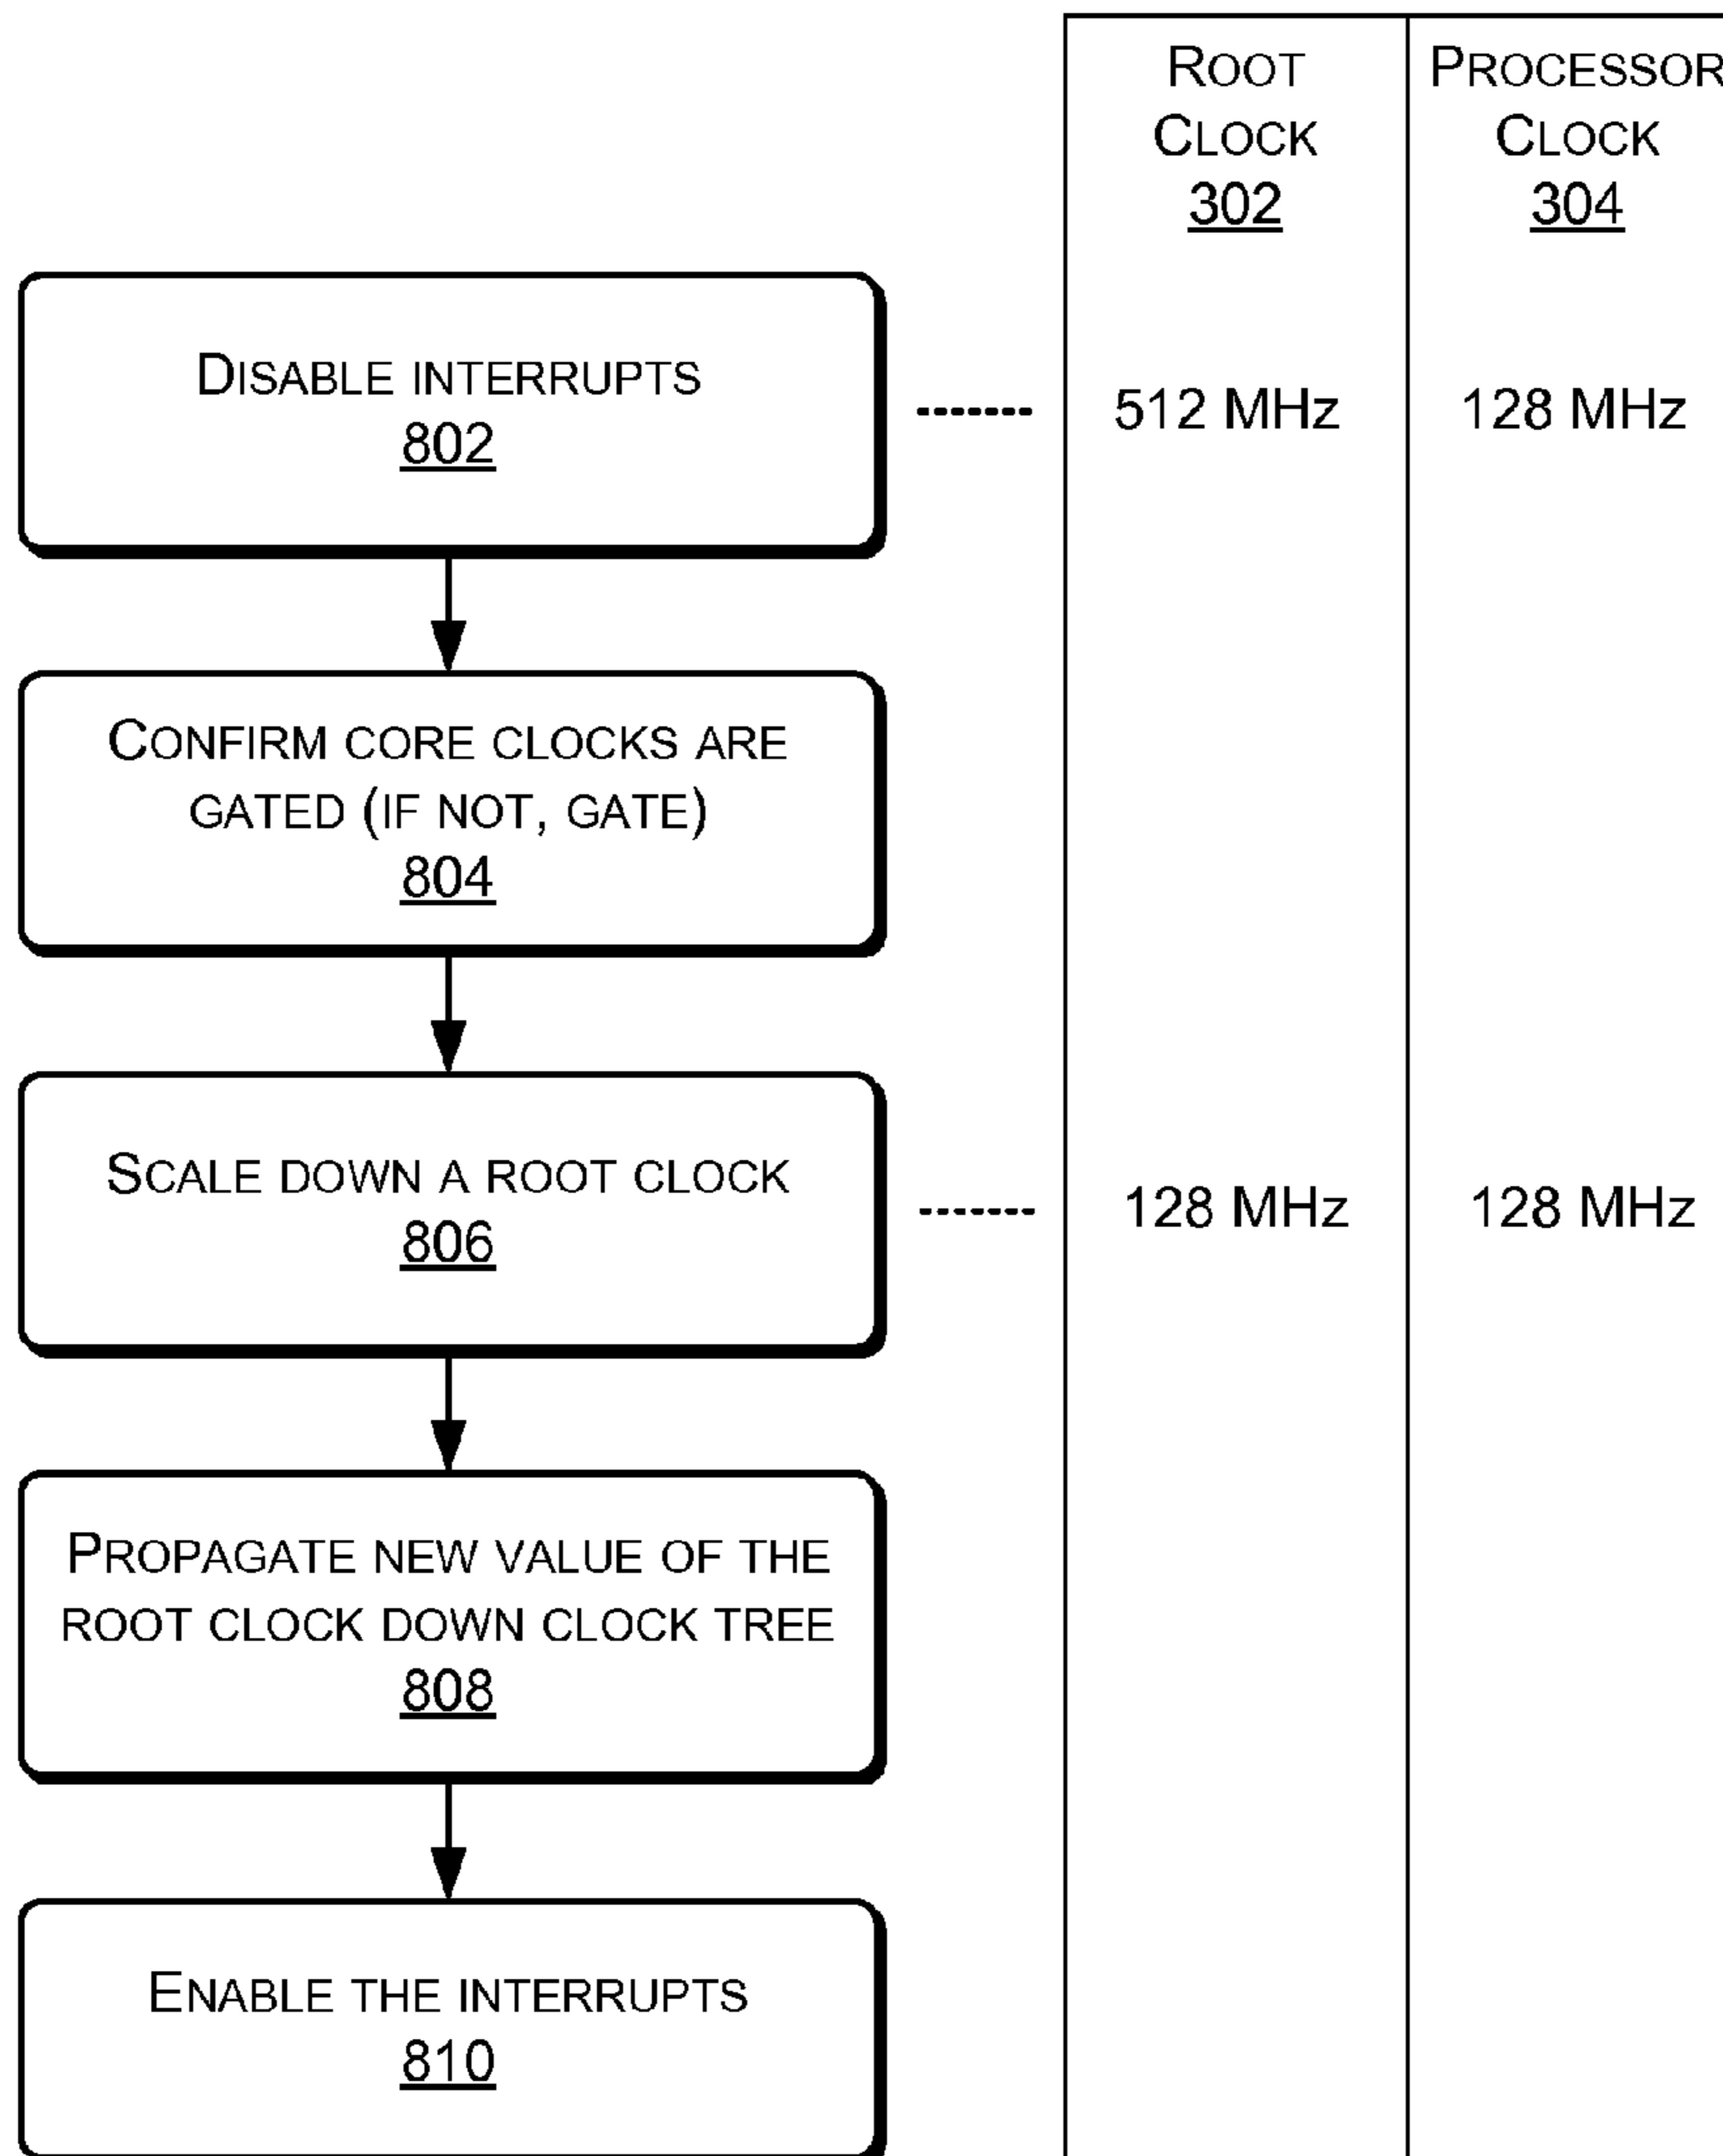 ROOT
CLOCK
302
PROCESSOR
CLOCK
304
DISABLE INTERRUPTS
802
512 MHz
128 MHz
CONFIRM CORE CLOCKS ARE
GATED (IF NOT, GATE)
804
SCALE DOWN A ROOT CLOCK
806
128 MHz
128 MHz
PROPAGATE NEW VALUE OF THE
ROOT CLOCK DOWN CLOCK TREE
808
ENABLE THE INTERRUPTS
810